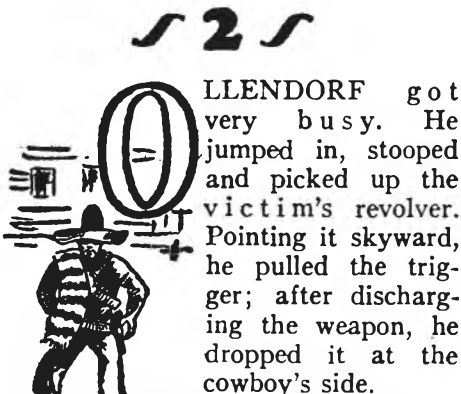 2
OLLENDORF got
very busy. He
jumped in, stooped
and picked up the
victim's revolver.
Pointing it skyward,
he pulled the trig-
ger; after discharg-
ing the weapon, he
dropped it at the
cowboy's side.